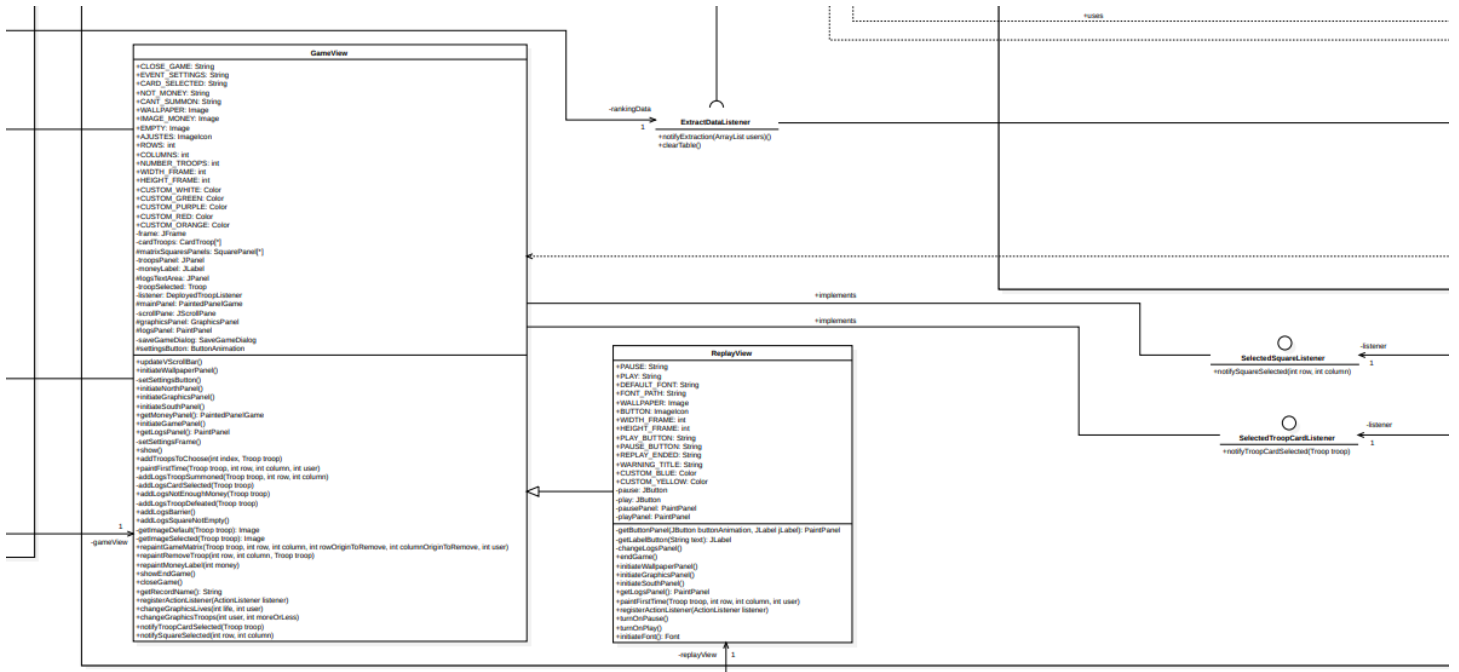 +uses
GameView
+CLOSE_GAME: String
+EVENT_SETTINGS: String
+CARD_SELECTED: String
+NOT_MONEY: String
+CANT_SUMMON: String
+WALLPAPER: Image
+IMAGE_MONEY: Image
+EMPTY: Image
+AJUSTES: ImageIcon
+ROWS: int
+COLUMNS: int
+NUMBER_TROOPS: int
+WIDTH_FRAME: int
+HEIGHT_FRAME: int
+CUSTOM_WHITE: Color
+CUSTOM_GREEN: Color
+CUSTOM_PURPLE: Color
+CUSTOM_RED: Color
+CUSTOM_ORANGE: Color
-frame: JFrame
-cardTroops: CardTroop[*]
#matrixSquaresPanels: SquarePanel[*]
-troopsPanel: JPanel
-moneyLabel: JLabel
#logsTextArea: JPanel
-troopSelected: Troop
-listener: DeployedTroopListener
#mainPanel: PaintedPanelGame
-scrollPane: JScrollPane
#graphicsPanel: GraphicsPanel
#logsPanel: PaintPanel
-saveGameDialog: SaveGameDialog
#settingsButton: ButtonAnimation
+updateVScrollBar()
+initiateWallpaperPanel()
-setSettingsButton()
+initiateNorthPanel()
+initiateGraphicsPanel()
+initiateSouthPanel()
+getMoneyPanel(): PaintedPanelGame
+initiateGamePanel()
+getLogsPanel(): PaintPanel
-setSettingsFrame()
+show()
+addTroopsToChoose(int index, Troop troop)
+paintFirstTime(Troop troop, int row, int column, int user)
-addLogsTroopSummoned(Troop troop, int row, int column)
-addLogsCardSelected(Troop troop)
+addLogsNotEnoughMoney(Troop troop)
-addLogsTroopDefeated(Troop troop)
+addLogsBarrier()
+addLogsSquareNotEmpty()
-getImageDefault(Troop troop): Image
-getImageSelected(Troop troop): Image
+repaintGameMatrix(Troop troop, int row, int column, int rowOriginToRemove, int columnOriginToRemove, int user)
+repaintRemoveTroop(int row, int column, Troop troop)
+repaintMoneyLabel(int money)
+showEndGame()
+closeGame()
+getRecordName(): String
+registerActionListener(ActionListener listener)
+changeGraphicsLives(int life, int user)
+changeGraphicsTroops(int user, int moreOrLess)
+notifyTroopCardSelected(Troop troop)
+notifySquareSelected(int row, int column)
1
-gameView
-rankingData
1
ExtractDataListener
+notifyExtraction(ArrayList users)()
+clearTable()
+implements
+implements
SelectedSquareListener
+notifySquareSelected(int row, int column)
-listener
1
SelectedTroopCardListener
+notifyTroopCardSelected(Troop troop)
-listener
1
ReplayView
+PAUSE: String
+PLAY: String
+DEFAULT_FONT: String
+FONT_PATH: String
+WALLPAPER: Image
+BUTTON: ImageIcon
+WIDTH_FRAME: int
+HEIGHT_FRAME: int
+PLAY_BUTTON: String
+PAUSE_BUTTON: String
+REPLAY_ENDED: String
+WARNING_TITLE: String
+CUSTOM_BLUE: Color
+CUSTOM_YELLOW: Color
-pause: JButton
-play: JButton
-pausePanel: PaintPanel
-playPanel: PaintPanel
-getButtonPanel(JButton buttonAnimation, JLabel jLabel): PaintPanel
-getLabelButton(String text): JLabel
-changeLogsPanel()
+endGame()
+initiateWallpaperPanel()
+initiateGraphicsPanel()
+initiateSouthPanel()
+getLogsPanel(): PaintPanel
+paintFirstTime(Troop troop, int row, int column, int user)
+registerActionListener(ActionListener listener)
+turnOnPause()
+turnOnPlay()
+initiateFont(): Font
-replayView
1